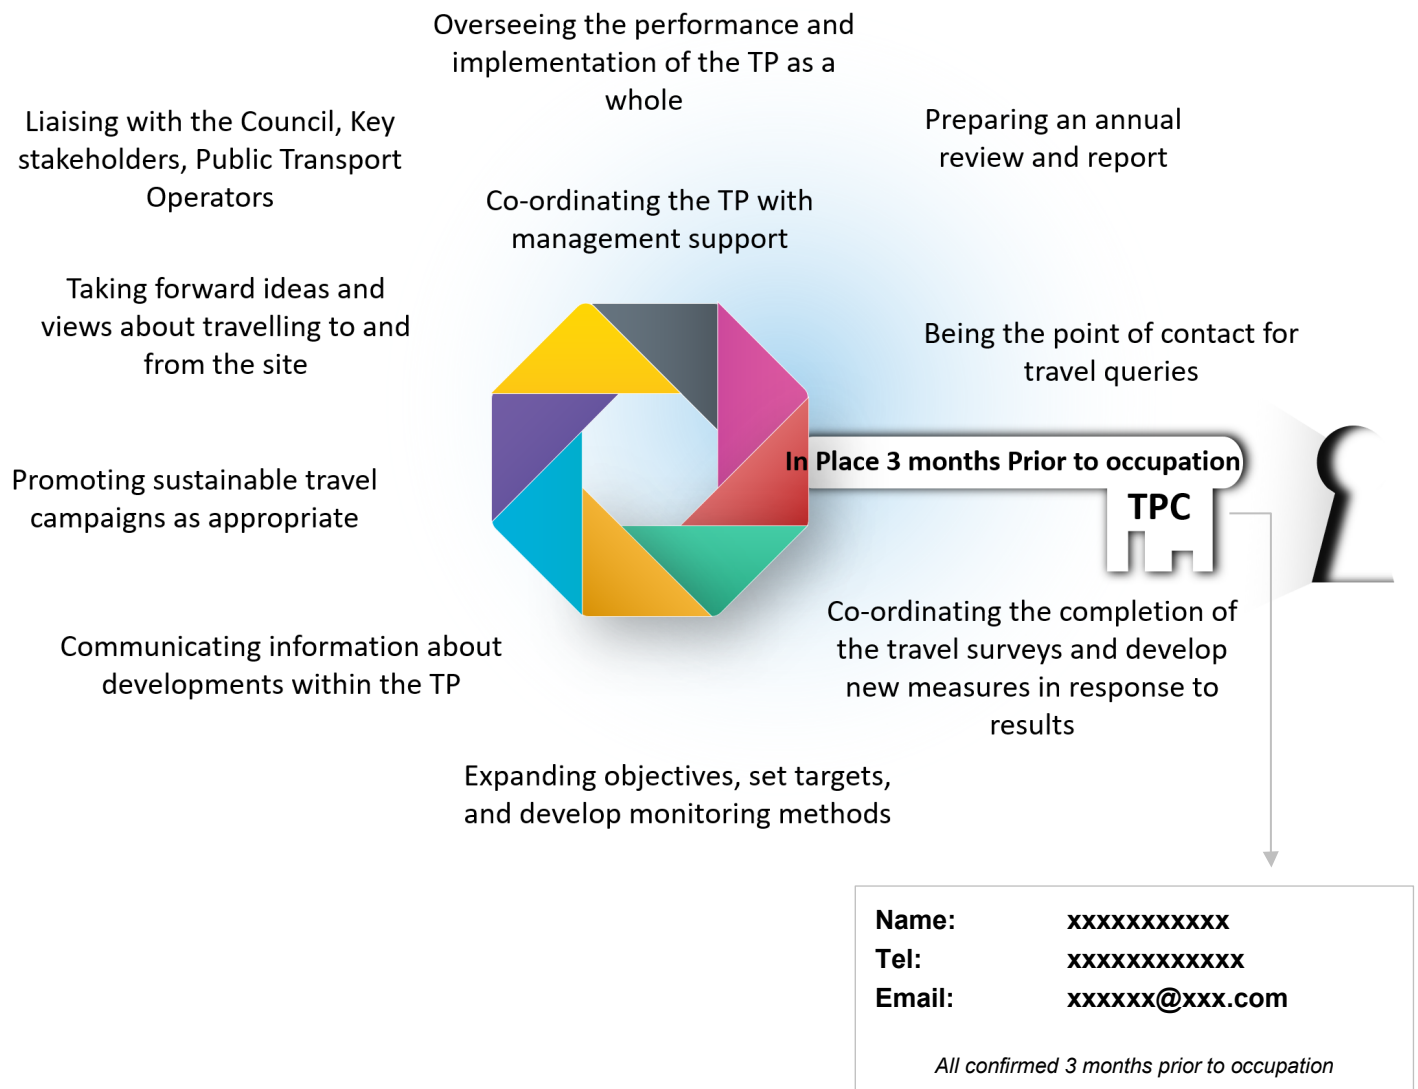 Overseeing the performance and
implementation of the TP as a
whole
Liaising with the Council, Key
stakeholders, Public Transport
Operators
Preparing an annual
review and report
Co-ordinating the TP with
management support
Taking forward ideas and
views about travelling to and
from the site
Being the point of contact for
travel queries
In Place 3 months Prior to occupation
TPC
Promoting sustainable travel
campaigns as appropriate
Co-ordinating the completion of
the travel surveys and develop
new measures in response to
results
Communicating information about
developments within the TP
Expanding objectives, set targets,
and develop monitoring methods
Name: xxxxxxxxxxx
Tel: xxxxxxxxxxxx
Email: xxxxxx@xxx.com
All confirmed 3 months prior to occupation